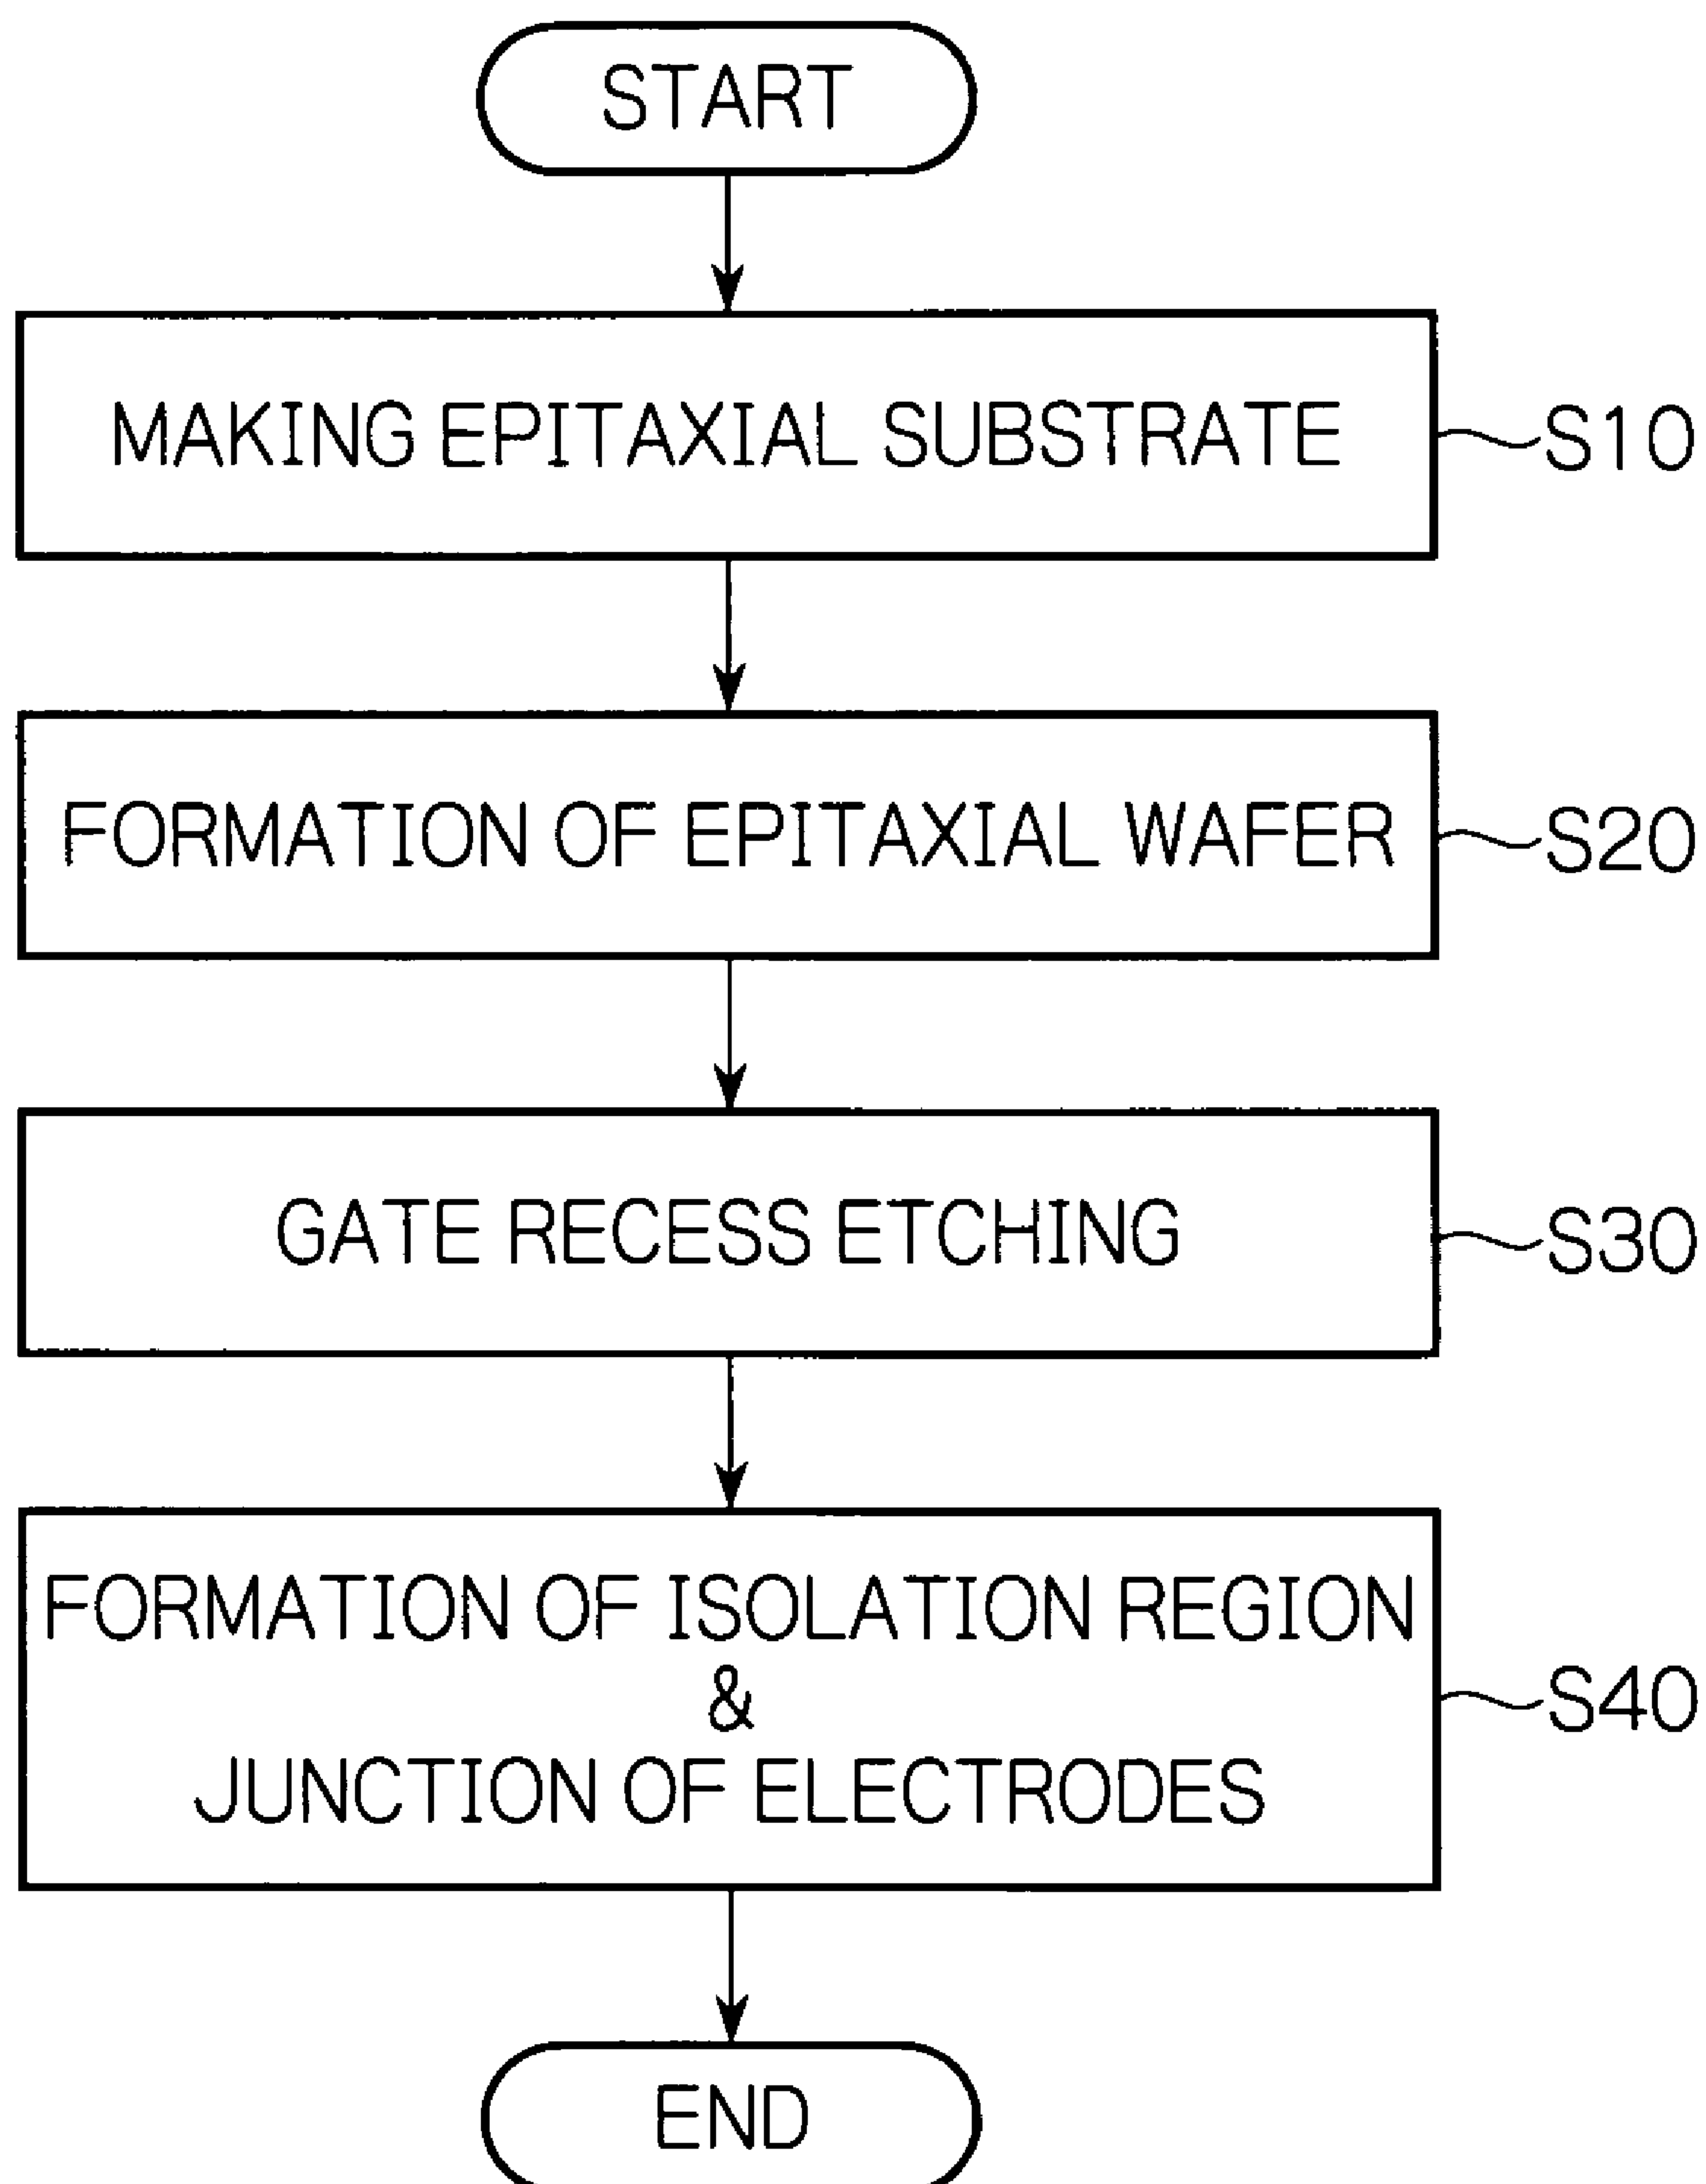 START
MAKING EPITAXIAL SUBSTRATE
S10
FORMATION OF EPITAXIAL WAFER
S20
GATE RECESS ETCHING
S30
FORMATION OF ISOLATION REGION
&
JUNCTION OF ELECTRODES
S40
END